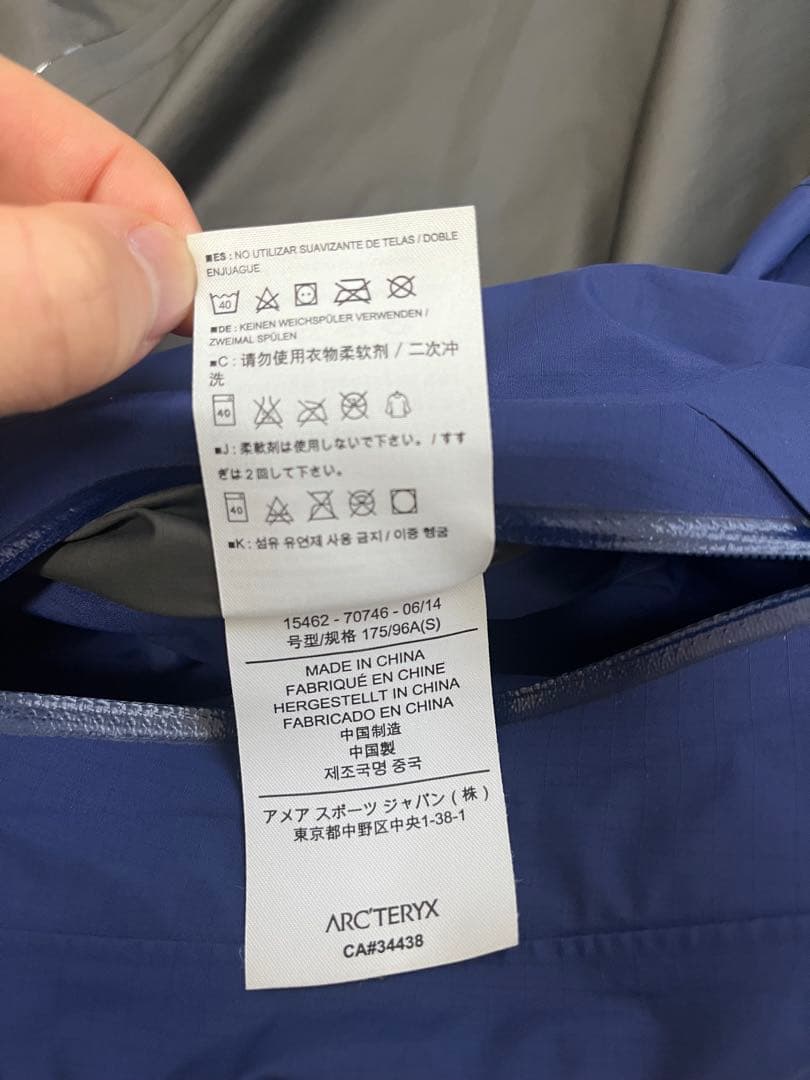 ■ES : NO UTILIZAR SUAVIZANTE DE TELAS / DOBLE
ENJUAGUE
40
■DE : KEINEN WEICHSPÜLER VERWENDEN /
ZWEIMAL SPÜLEN
■C : 请勿使用衣物柔软剂 / 二次冲
洗
40
■J : 柔軟剤は使用しないで下さい。/ すす
ぎは2回して下さい。
40
■K : 섬유 유연제 사용 금지 / 이중 헹굼
15462 - 70746 - 06/14
号型/规格 175/96A(S)
MADE IN CHINA
FABRIQUÉ EN CHINE
HERGESTELLT IN CHINA
FABRICADO EN CHINA
中国制造
中国製
제조국명 중국
アメア スポーツ ジャパン ( 株 )
東京都中野区中央1-38-1
ARC'TERYX
CA#34438